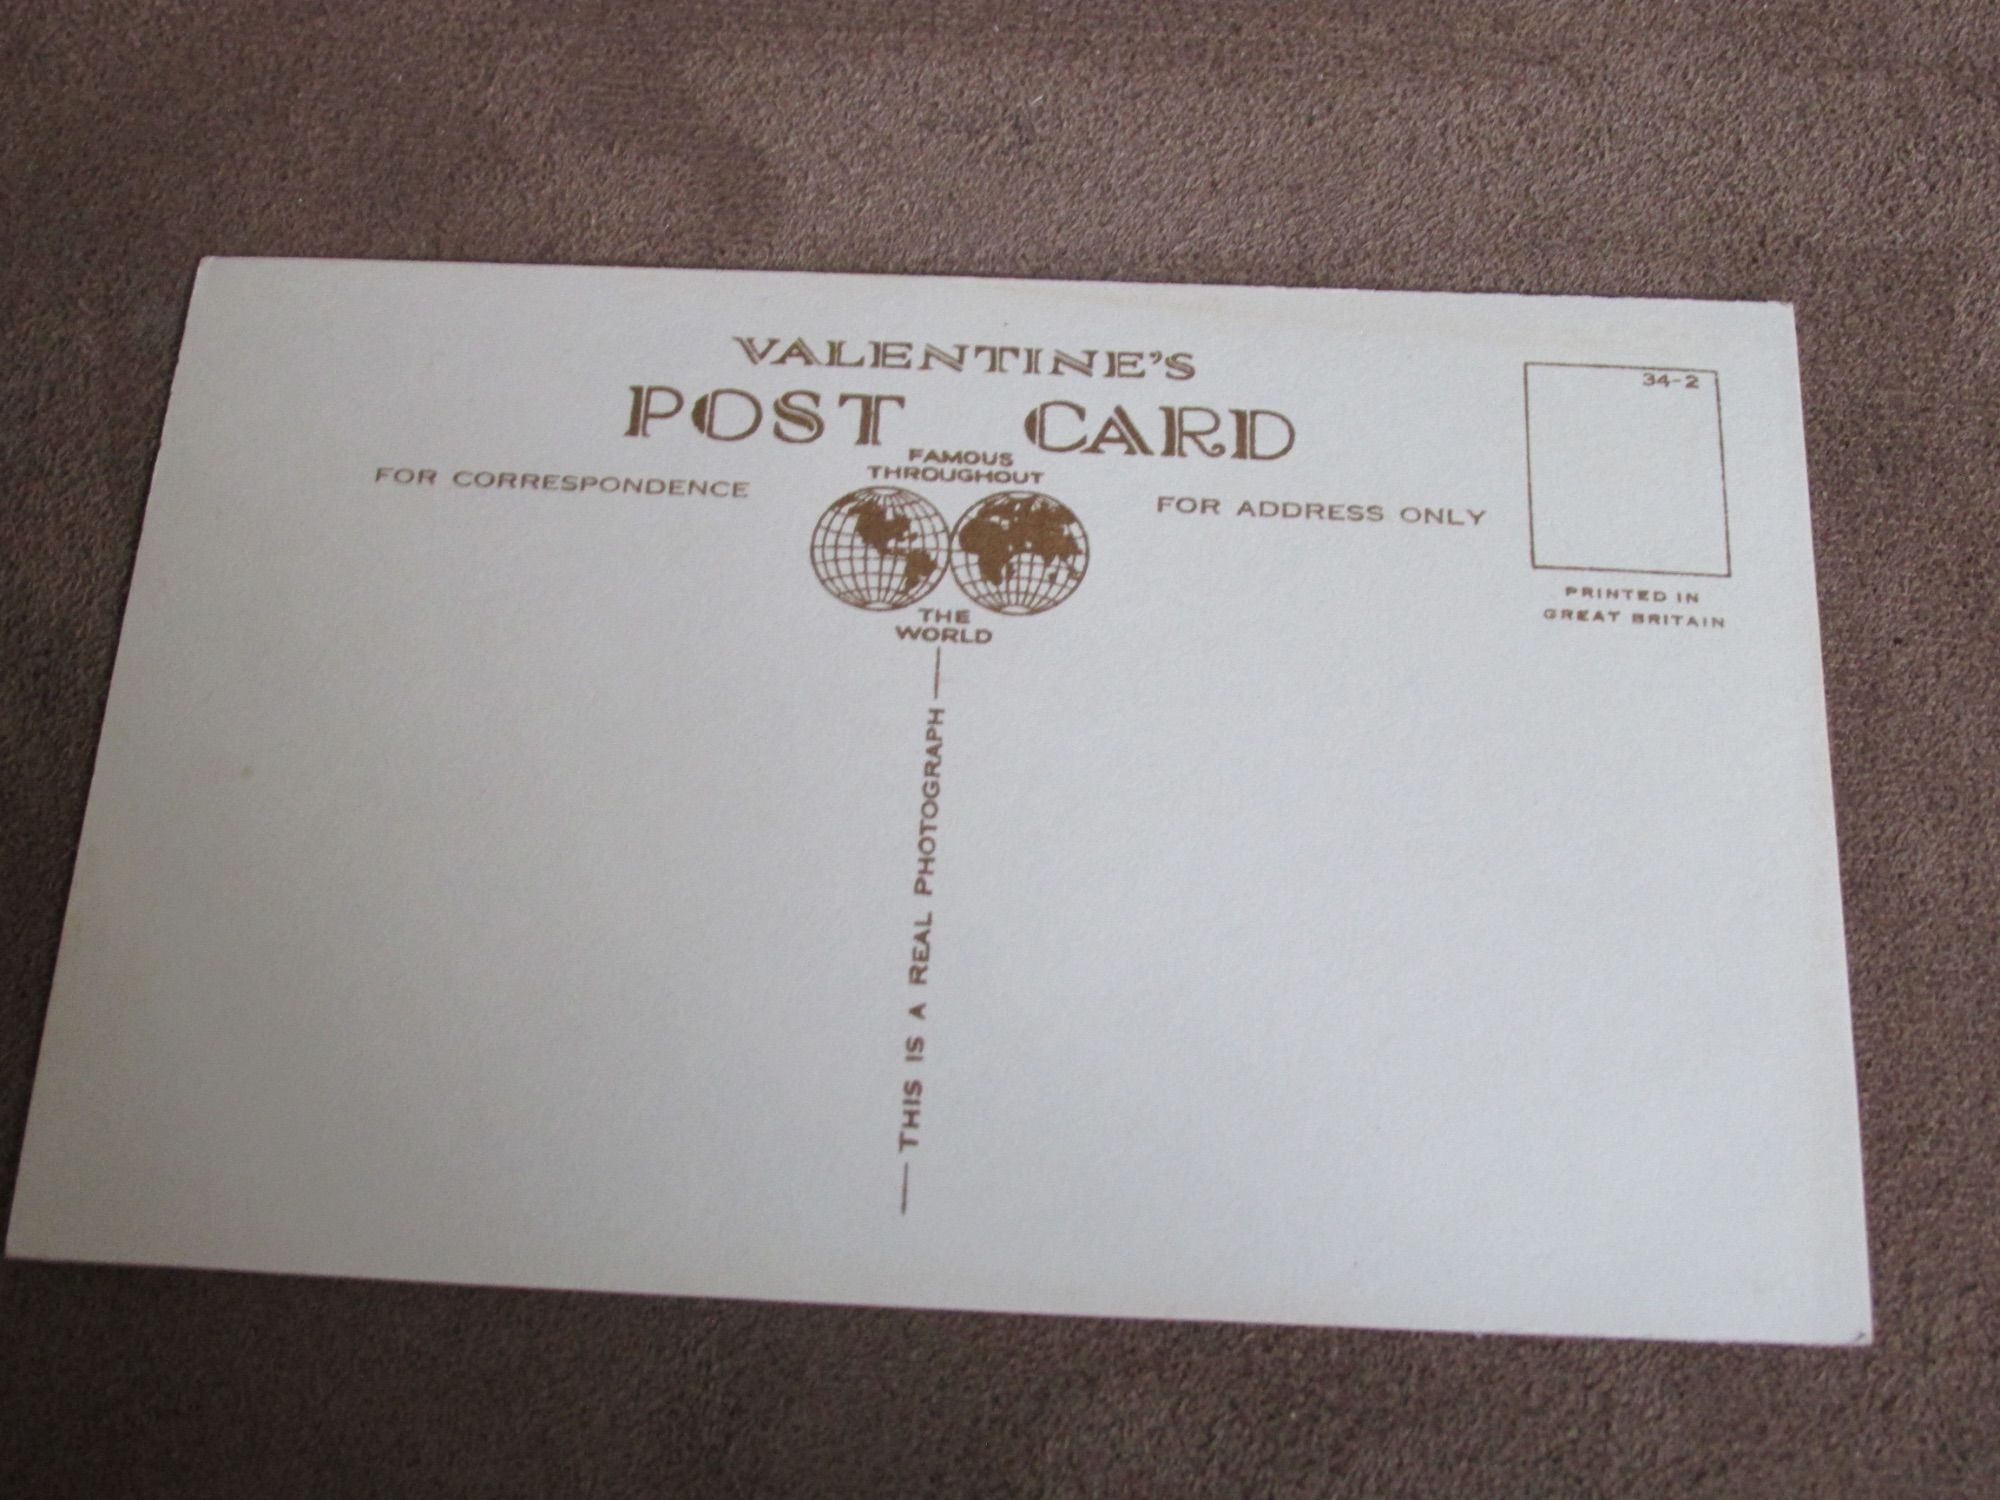 VALENTINE'S
POST CARD
34-2
FAMOUS
THROUGHOUT
FOR CORRESPONDENCE
FOR ADDRESS ONLY
THE
WORLD
PRINTED IN
GREAT BRITAIN
THIS IS A REAL PHOTOGRAPH